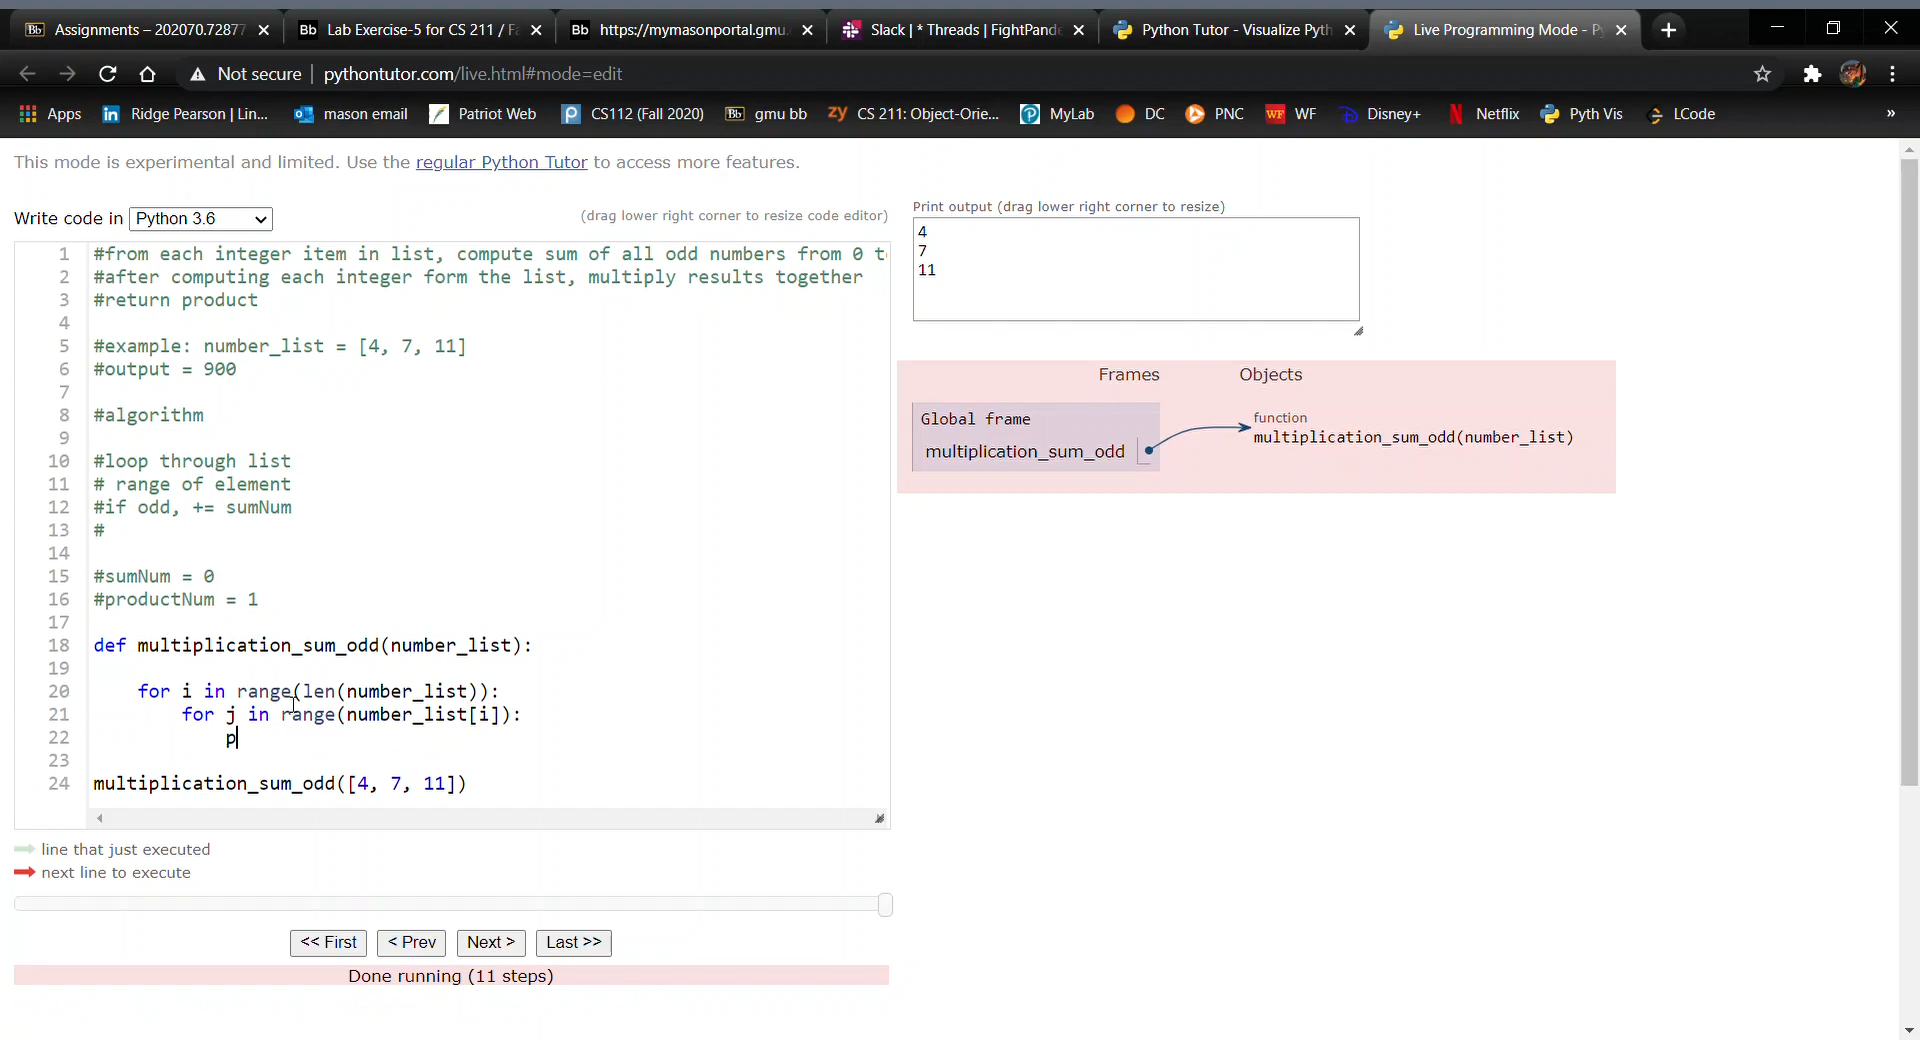 Assignments – 202070.72877
Lab Exercise-5 for CS 211 / Fa
https://mymasonportal.gmu.
Slack | * Threads | FightPande
Python Tutor - Visualize Pyth
Live Programming Mode - Py
Not secure | pythontutor.com/live.html#mode=edit
Apps
Ridge Pearson | Lin...
mason email
Patriot Web
CS112 (Fall 2020)
gmu bb
CS 211: Object-Orie...
MyLab
DC
PNC
WF
Disney+
Netflix
Pyth Vis
LCode
»
This mode is experimental and limited. Use the regular Python Tutor to access more features.
Write code in Python 3.6
(drag lower right corner to resize code editor)
1 #from each integer item in list, compute sum of all odd numbers from 0 t
2 #after computing each integer form the list, multiply results together
3 #return product
4
5 #example: number_list = [4, 7, 11]
6 #output = 900
7
8 #algorithm
9
10 #loop through list
11 # range of element
12 #if odd, += sumNum
13 #
14
15 #sumNum = 0
16 #productNum = 1
17
18 def multiplication_sum_odd(number_list):
19
20 for i in range(len(number_list)):
21 for j in range(number_list[i]):
22 p
23
24 multiplication_sum_odd([4, 7, 11])
line that just executed
next line to execute
<< First
< Prev
Next >
Last >>
Done running (11 steps)
Print output (drag lower right corner to resize)
4
7
11
Frames
Objects
Global frame
multiplication_sum_odd
function
multiplication_sum_odd(number_list)